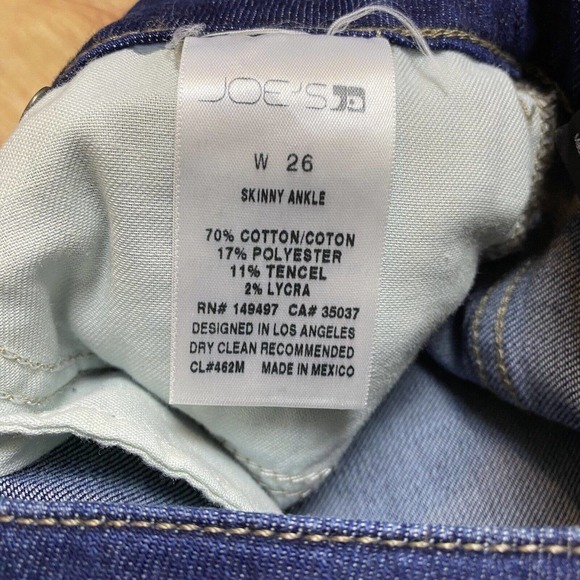 JOE'S
W 26
SKINNY ANKLE
70% COTTON/COTON
17% POLYESTER
11% TENCEL
2% LYCRA
RN# 149497 CA# 35037
DESIGNED IN LOS ANGELES
DRY CLEAN RECOMMENDED
CL#462M MADE IN MEXICO